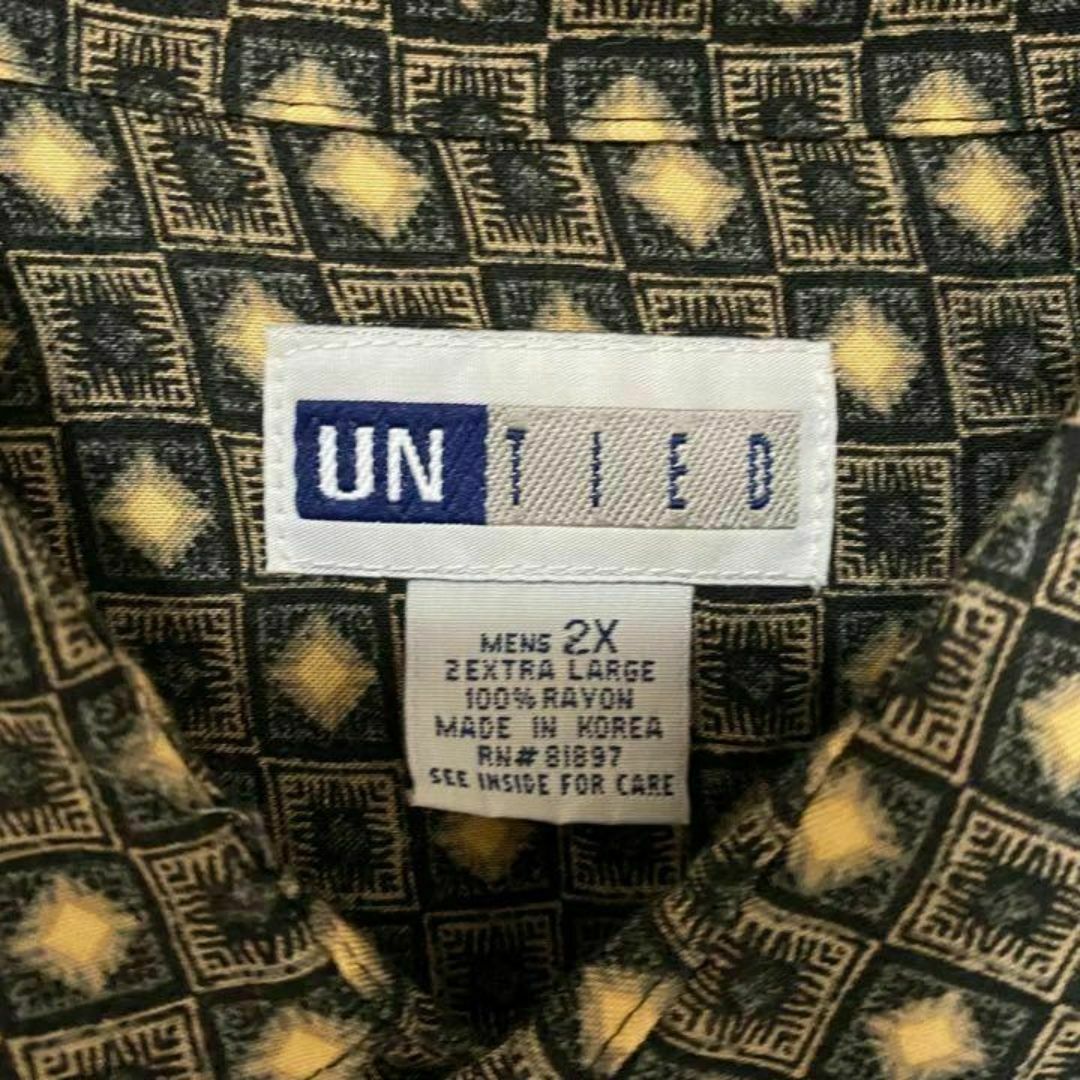 UNTIED
MENS 2X
2 EXTRA LARGE
100% RAYON
MADE IN KOREA
RN# 81897
SEE INSIDE FOR CARE